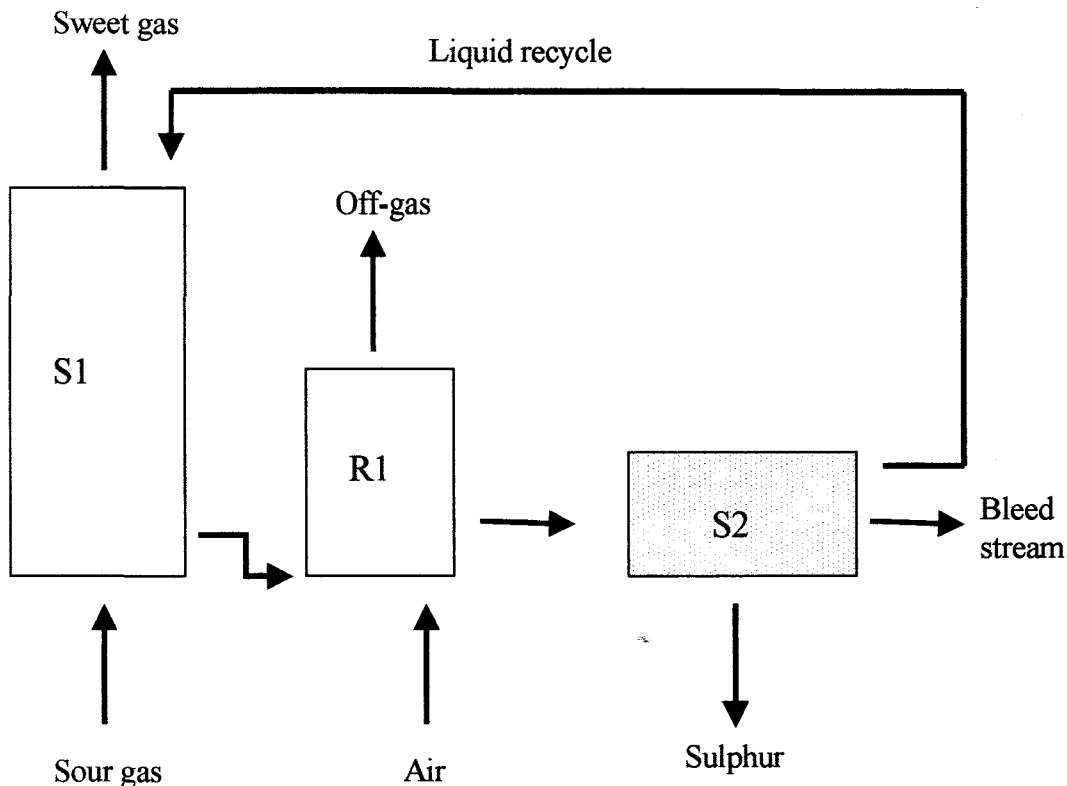 Sweet gas
Liquid recycle
Off-gas
S1
R1
S2
Bleed
stream
Sour gas
Air
Sulphur